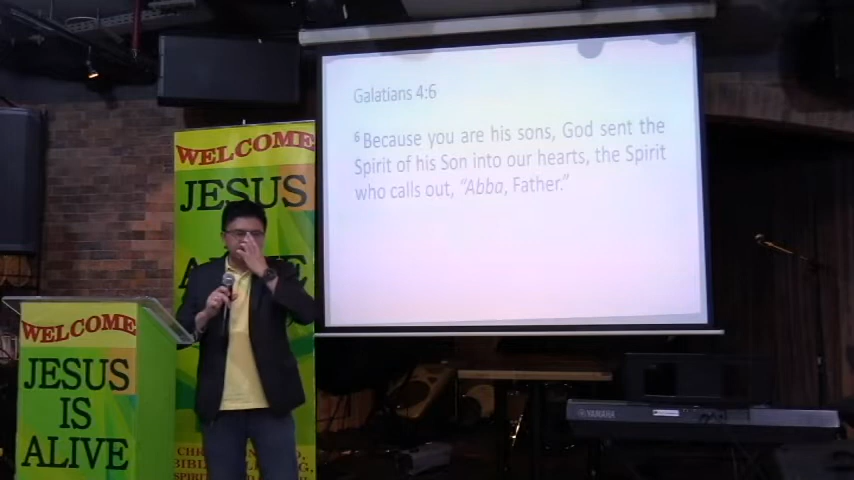 Galatians 4:6
6 Because you are his sons, God sent the
Spirit of his Son into our hearts, the Spirit
who calls out, "Abba, Father."
WELCOME
JESUS
WELCOME
JESUS
IS
ALIVE
YAMAHA